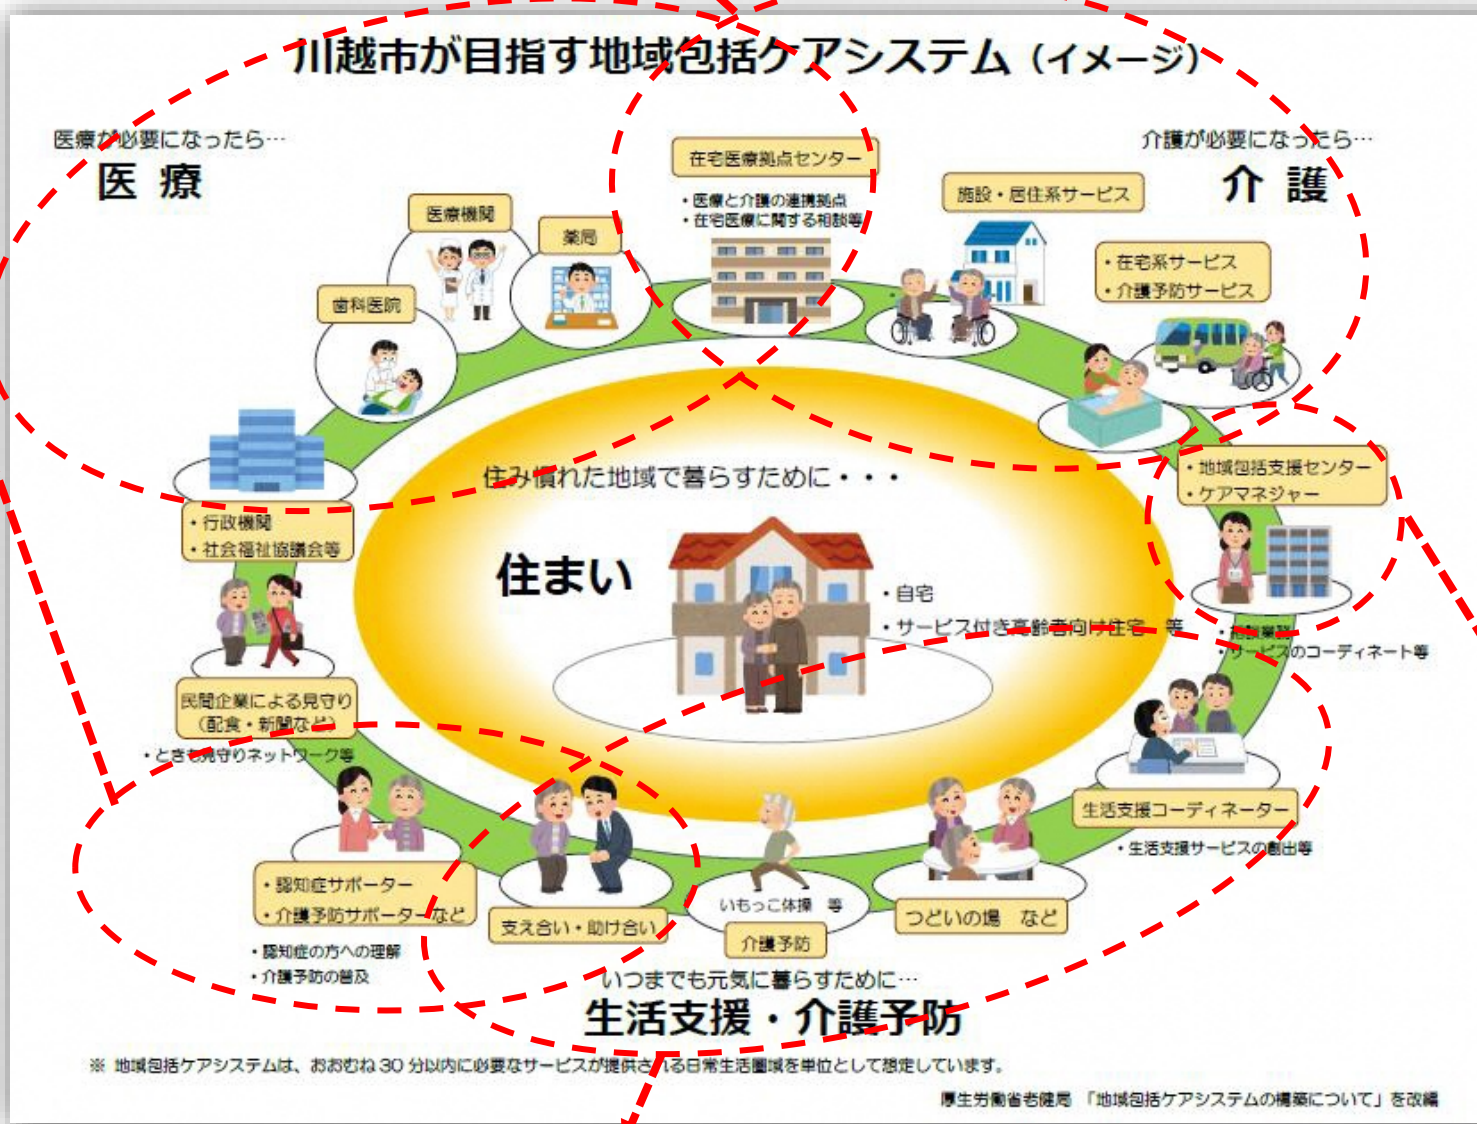 川越市が目指す地域包括ケアシステム（イメージ）
医療が必要になったら…
医 療
介護が必要になったら…
介 護
在宅医療拠点センター
・医療と介護の連携拠点
・在宅医療に関する相談等
施設・居住系サービス
医療機関
薬局
歯科医院
・在宅系サービス
・介護予防サービス
・地域包括支援センター
・ケアマネジャー
・相談業務
・サービスのコーディネート等
・行政機関
・社会福祉協議会等
住み慣れた地域で暮らすために・・・
住まい
・自宅
・サービス付き高齢者向け住宅　等
民間企業による見守り
（配食・新聞など）
・ときも見守りネットワーク等
生活支援コーディネーター
・生活支援サービスの創出等
・認知症サポーター
・介護予防サポーターなど
・認知症の方への理解
・介護予防の普及
支え合い・助け合い
いもっこ体操　等
介護予防
つどいの場　など
いつまでも元気に暮らすために…
生活支援・介護予防
※ 地域包括ケアシステムは、おおむね 30 分以内に必要なサービスが提供される日常生活圏域を単位として想定しています。
厚生労働省老健局　「地域包括ケアシステムの構築について」を改編